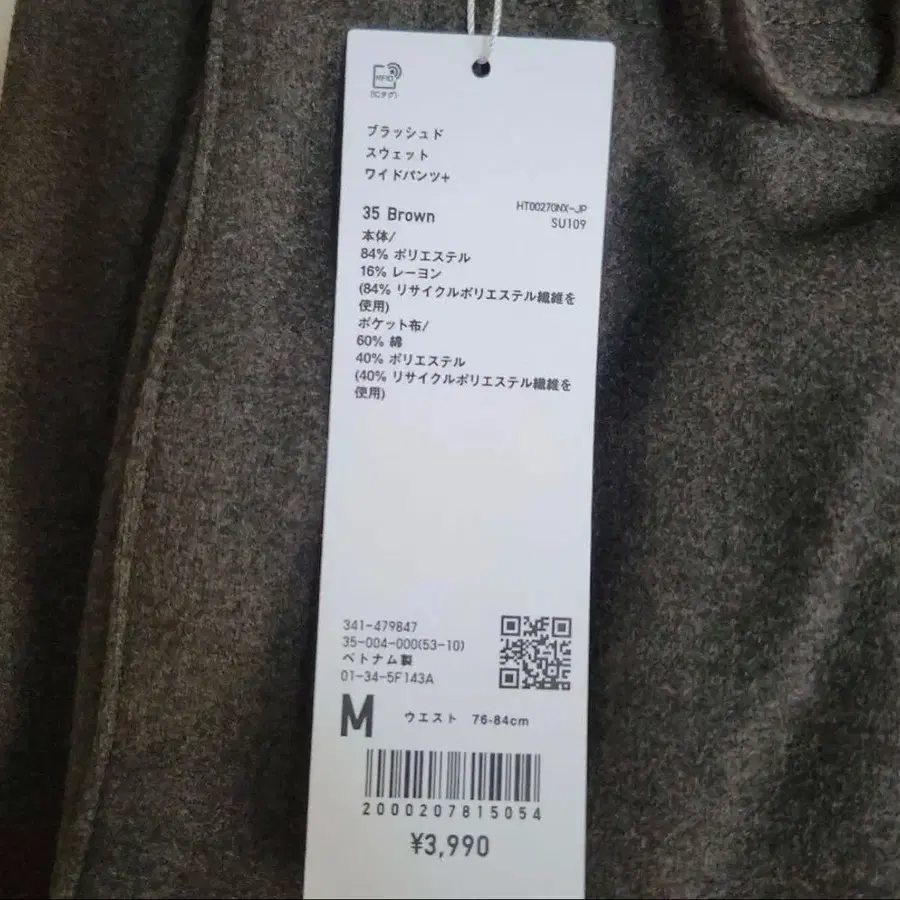 RFID
(ICタグ)
ブラッシュド
スウェット
ワイドパンツ+
35 Brown
HT00270NX-JP
SU109
本体/
84% ポリエステル
16% レーヨン
(84% リサイクルポリエステル繊維を
使用)
ポケット布/
60% 綿
40% ポリエステル
(40% リサイクルポリエステル繊維を
使用)
341-479847
35-004-000(53-10)
ベトナム製
01-34-5F143A
M ウエスト 76-84cm
2000207815054
¥3,990